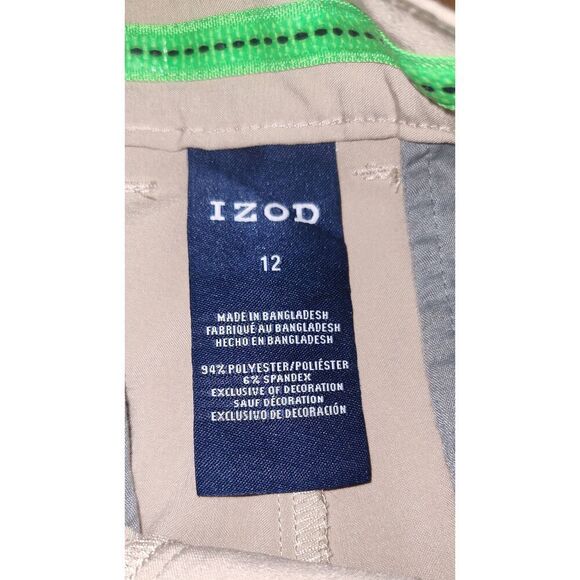 IZOD
12
MADE IN BANGLADESH
FABRIQUÉ AU BANGLADESH
HECHO EN BANGLADESH
94% POLYESTER/POLIÉSTER
6% SPANDEX
EXCLUSIVE OF DECORATION
SAUF DÉCORATION
EXCLUSIVO DE DECORACIÓN